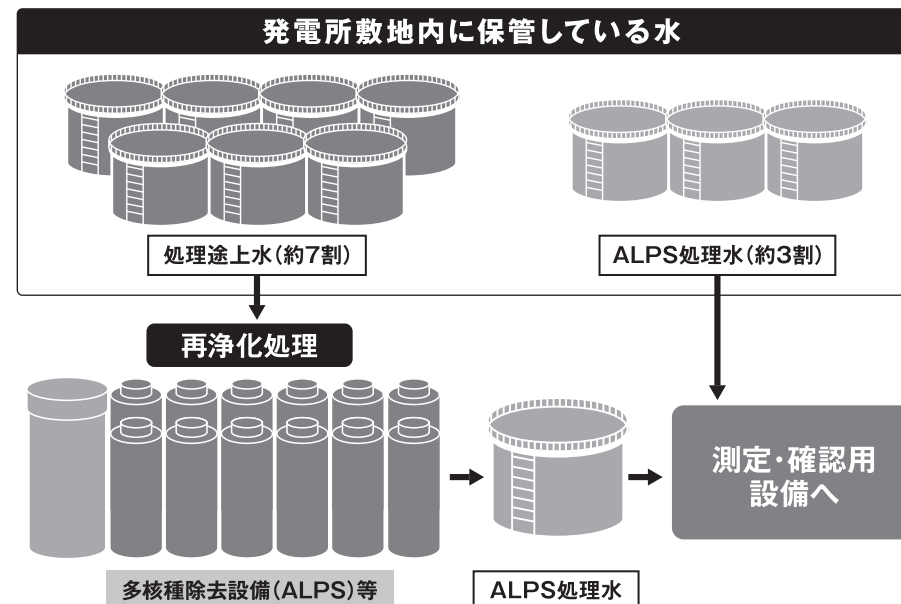 発電所敷地内に保管している水
処理途上水（約7割）
ALPS処理水（約3割）
再浄化処理
測定・確認用
設備へ
多核種除去設備（ALPS）等
ALPS処理水